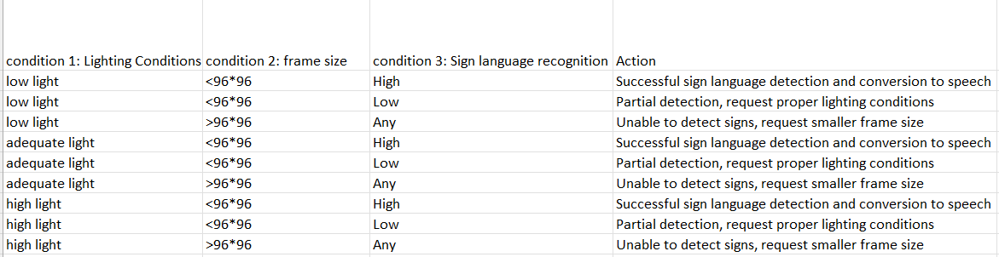 condition 1: Lighting Conditions condition 2: frame size condition 3: Sign language recognition Action
low light <96*96 High Successful sign language detection and conversion to speech
low light <96*96 Low Partial detection, request proper lighting conditions
low light >96*96 Any Unable to detect signs, request smaller frame size
adequate light <96*96 High Successful sign language detection and conversion to speech
adequate light <96*96 Low Partial detection, request proper lighting conditions
adequate light >96*96 Any Unable to detect signs, request smaller frame size
high light <96*96 High Successful sign language detection and conversion to speech
high light <96*96 Low Partial detection, request proper lighting conditions
high light >96*96 Any Unable to detect signs, request smaller frame size